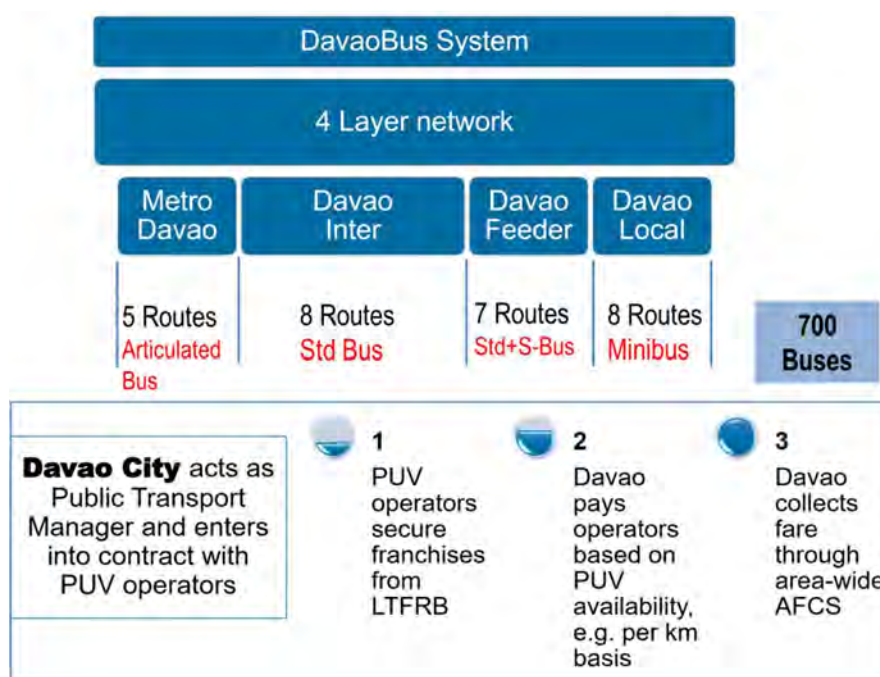 DavaoBus System
4 Layer network
Metro
Davao
Davao
Inter
Davao
Feeder
Davao
Local
5 Routes
Articulated
Bus
8 Routes
Std Bus
7 Routes
Std+S-Bus
8 Routes
Minibus
700
Buses
Davao City acts as
Public Transport
Manager and enters
into contract with
PUV operators
1
PUV
operators
secure
franchises
from
LTFRB
2
Davao
pays
operators
based on
PUV
availability,
e.g. per km
basis
3
Davao
collects
fare
through
area-wide
AFCS